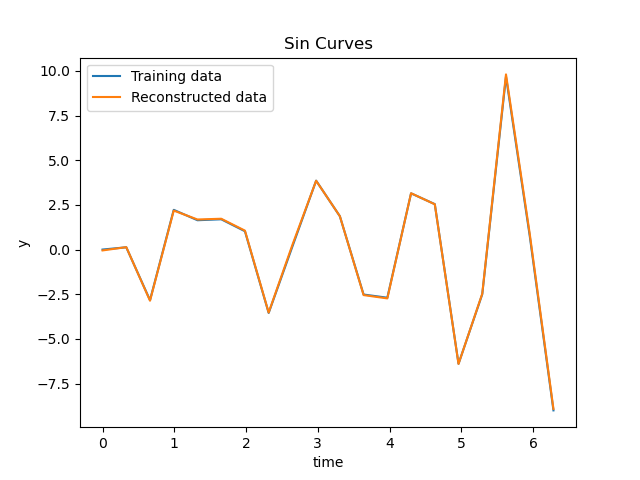 Sin Curves
Training data
Reconstructed data
10.0
7.5
5.0
2.5
0.0
−2.5
−5.0
−7.5
y
0 1 2 3 4 5 6
time